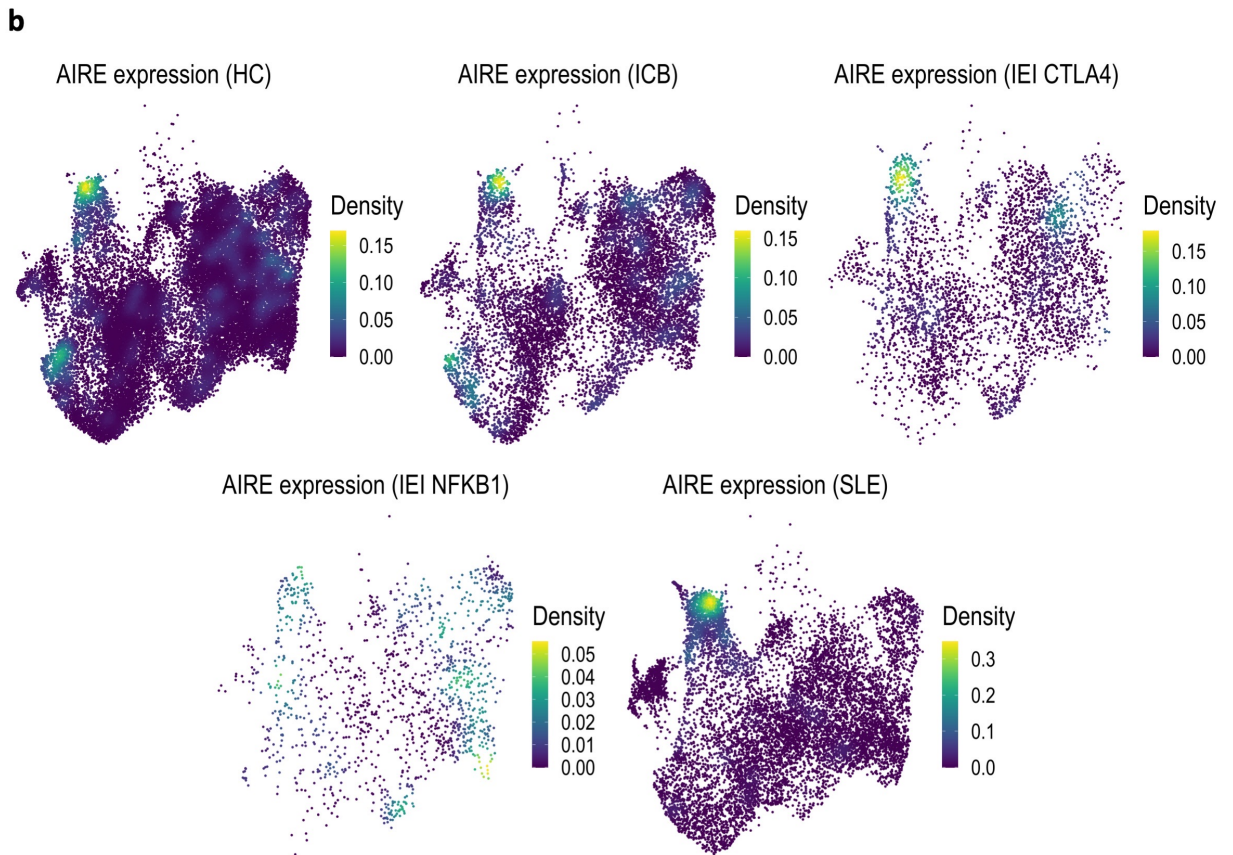 b
AIRE expression (HC)
AIRE expression (ICB)
AIRE expression (IEI CTLA4)
Density
0.15
0.10
0.05
0.00
Density
0.15
0.10
0.05
0.00
Density
0.15
0.10
0.05
0.00
AIRE expression (IEI NFKB1)
AIRE expression (SLE)
Density
0.05
0.04
0.03
0.02
0.01
0.00
Density
0.3
0.2
0.1
0.0